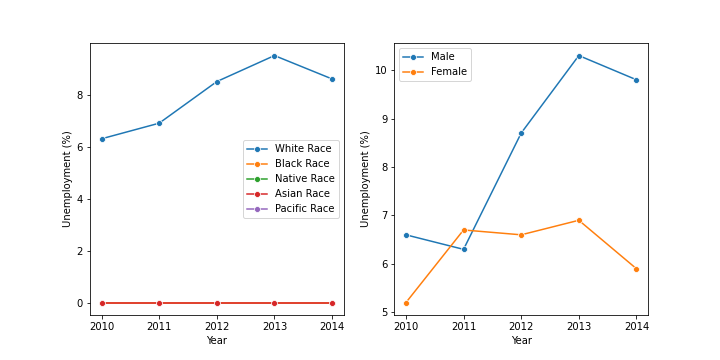 8
6
4
2
0
Unemployment (%)
White Race
Black Race
Native Race
Asian Race
Pacific Race
2010 2011 2012 2013 2014
Year
10
9
8
7
6
5
Unemployment (%)
Male
Female
2010 2011 2012 2013 2014
Year